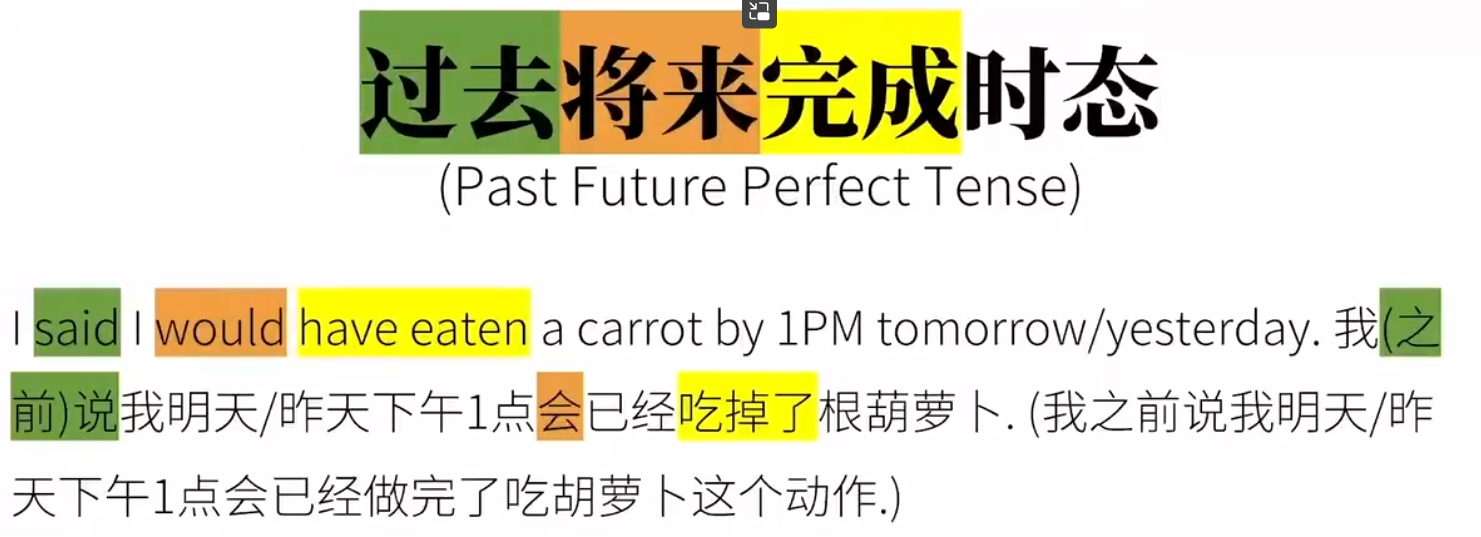 过去将来完成时态
(Past Future Perfect Tense)
I said I would have eaten a carrot by 1PM tomorrow/yesterday. 我(之
前)说我明天/昨天下午1点会已经吃掉了根葫萝卜. (我之前说我明天/昨
天下午1点会已经做完了吃胡萝卜这个动作.)